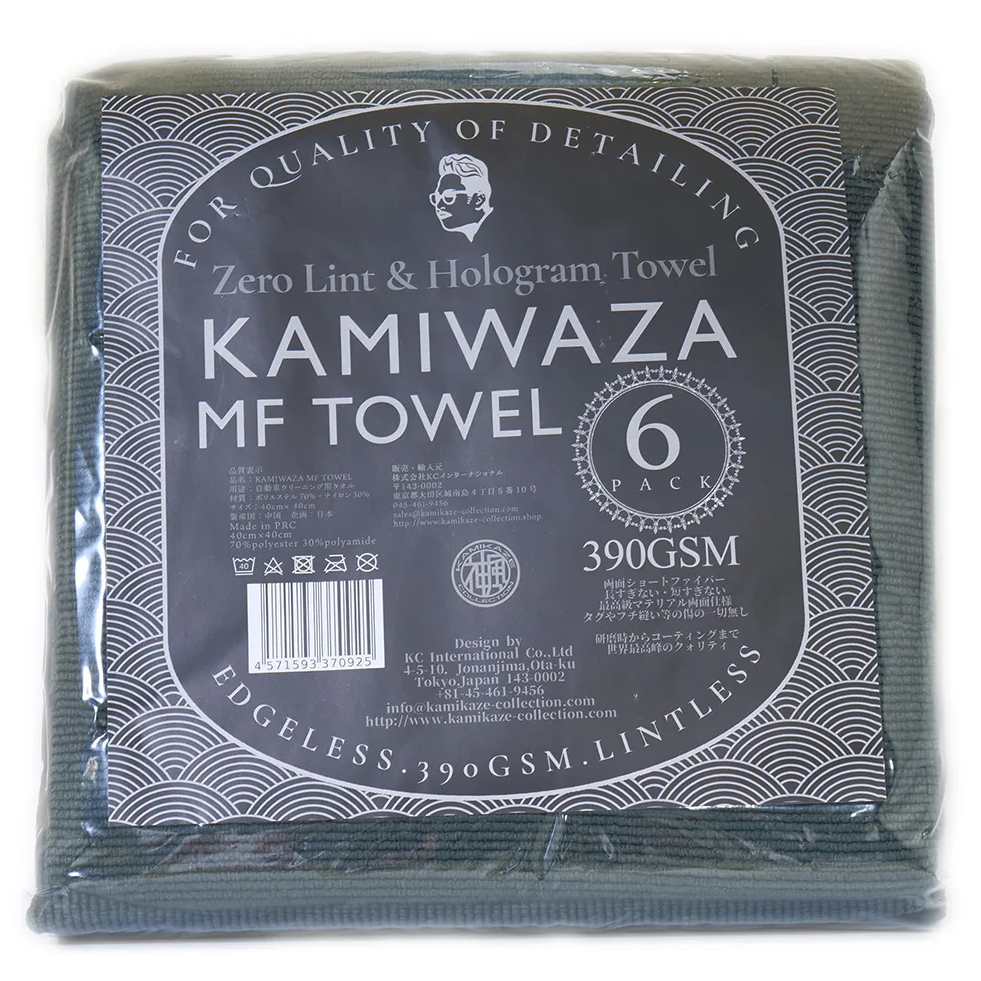 FOR QUALITY OF DETAILING
Zero Lint & Hologram Towel
KAMIWAZA
MF TOWEL
6
PACK
品質表示
品名：KAMIWAZA MF TOWEL
用途：自動車クリーニング用タオル
材質：ポリエステル 70%・ナイロン 30%
サイズ：40cm× 40cm
製産国：中国 企画：日本
Made in PRC
40cm×40cm
70%polyester 30%polyamide
40
販売・輸入元
株式会社KCインターナショナル
〒143-0002
東京都大田区城南島4丁目5番10号
045-461-9456
sales@kamikaze-collection.com
http://www.kamikaze-collection.shop
390GSM
両面ショートファイバー
長すぎない・短すぎない
最高級マテリアル両面仕様
タグやフチ縫い等の傷の一切無し
研磨時からコーティングまで
世界最高峰のクォリティ
KAMIKAZE
COLLECTION
4 571593 370925
Design by
KC International Co.,Ltd
4-5-10, Jonanjima,Ota-ku
Tokyo,Japan 143-0002
+81-45-461-9456
info@kamikaze-collection.com
http://www.kamikaze-collection.com
EDGELESS.390GSM.LINTLESS